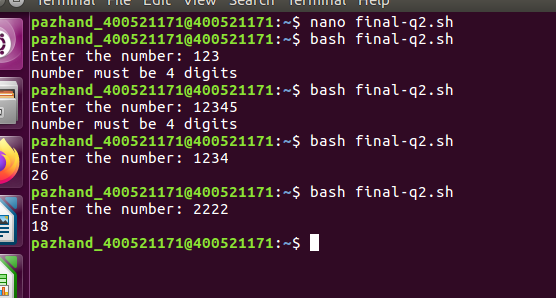 Terminal File Edit View Search Terminal Help
pazhand_400521171@400521171:~$ nano final-q2.sh
pazhand_400521171@400521171:~$ bash final-q2.sh
Enter the number: 123
number must be 4 digits
pazhand_400521171@400521171:~$ bash final-q2.sh
Enter the number: 12345
number must be 4 digits
pazhand_400521171@400521171:~$ bash final-q2.sh
Enter the number: 1234
26
pazhand_400521171@400521171:~$ bash final-q2.sh
Enter the number: 2222
18
pazhand_400521171@400521171:~$